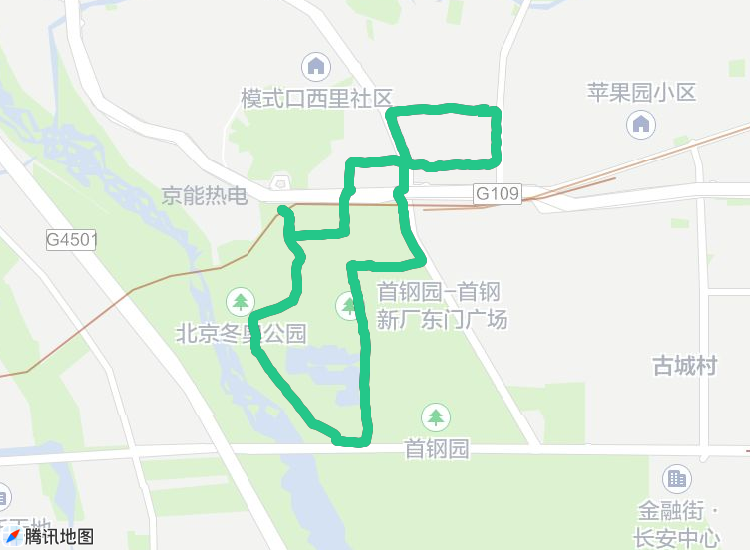 模式口西里社区
苹果园小区
京能热电
G109
G4501
首钢园-首钢
新厂东门广场
北京冬奥公园
古城村
首钢园
金融街·
长安中心
腾讯地图